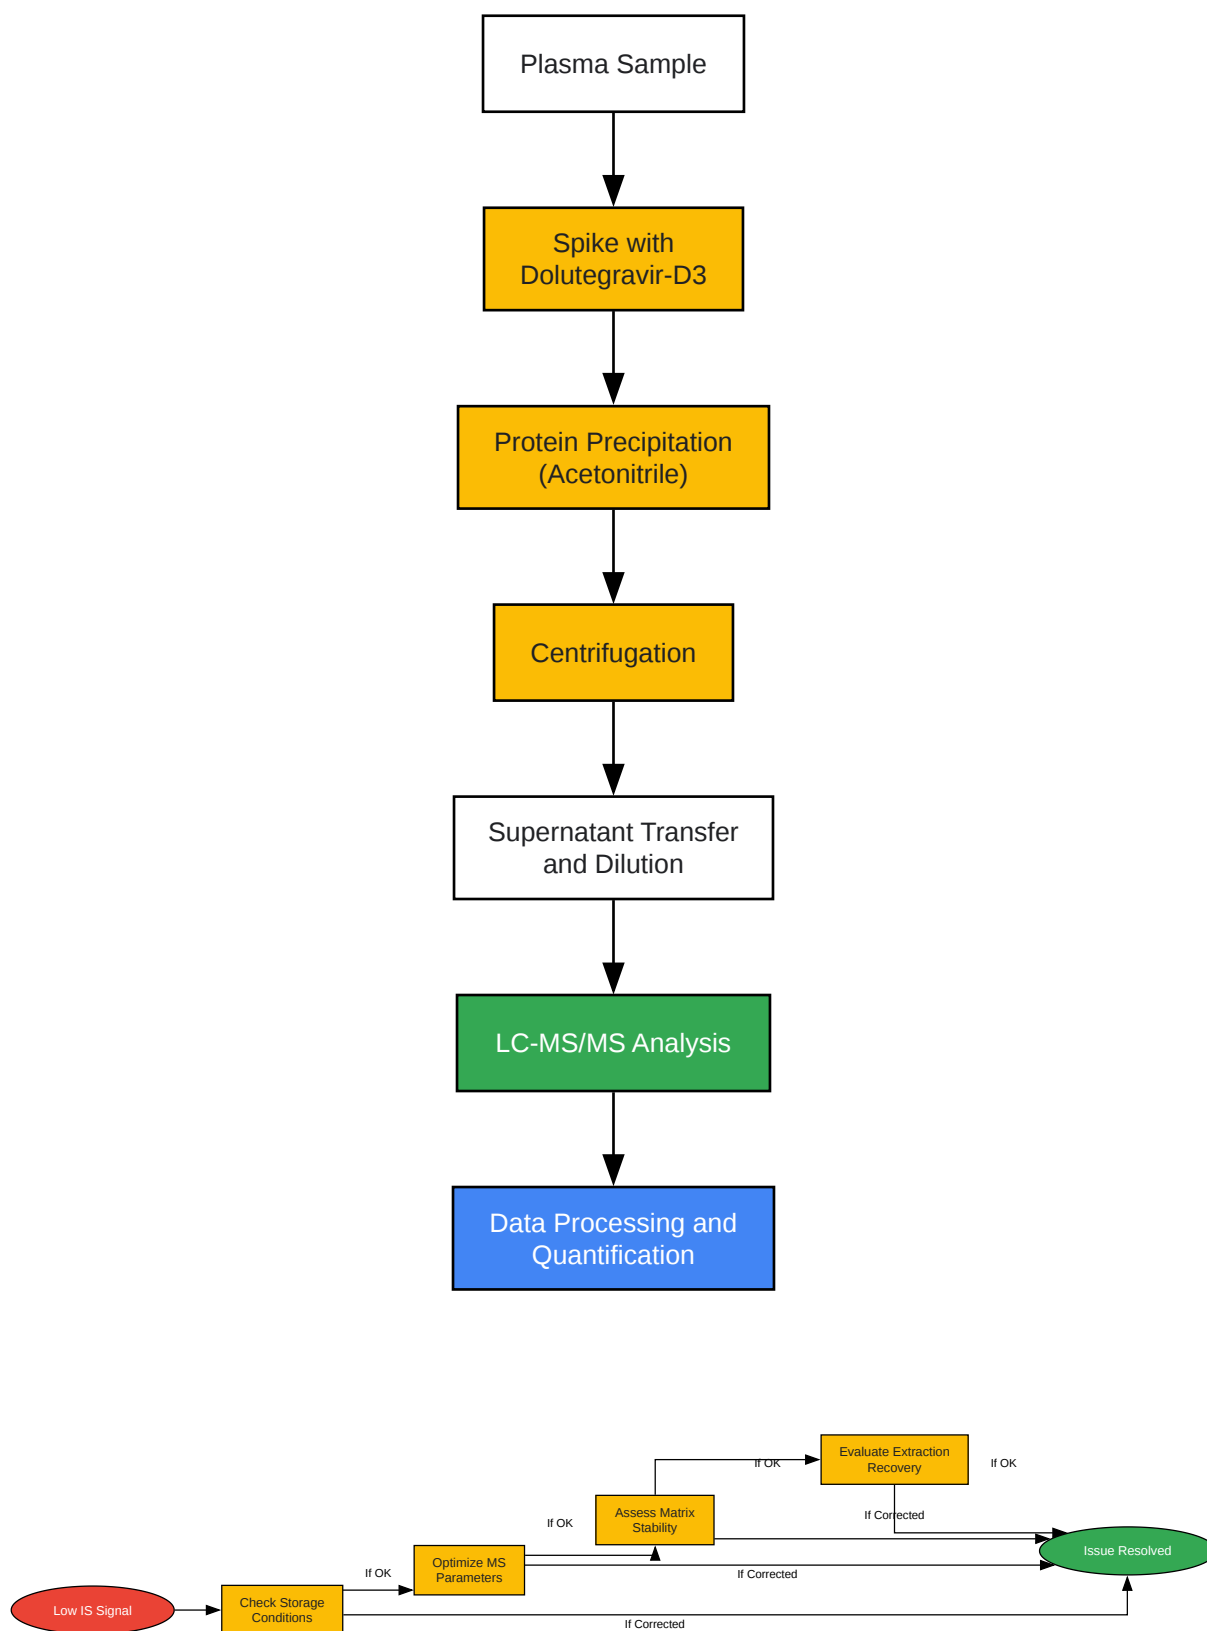 Plasma Sample
Spike with
Dolutegravir-D3
Protein Precipitation
(Acetonitrile)
Centrifugation
Supernatant Transfer
and Dilution
LC-MS/MS Analysis
Data Processing and
Quantification
Evaluate Extraction
Recovery
If OK
If OK
Assess Matrix
Stability
If OK
If Corrected
Issue Resolved
Optimize MS
Parameters
If OK
If Corrected
Low IS Signal
Check Storage
Conditions
If Corrected